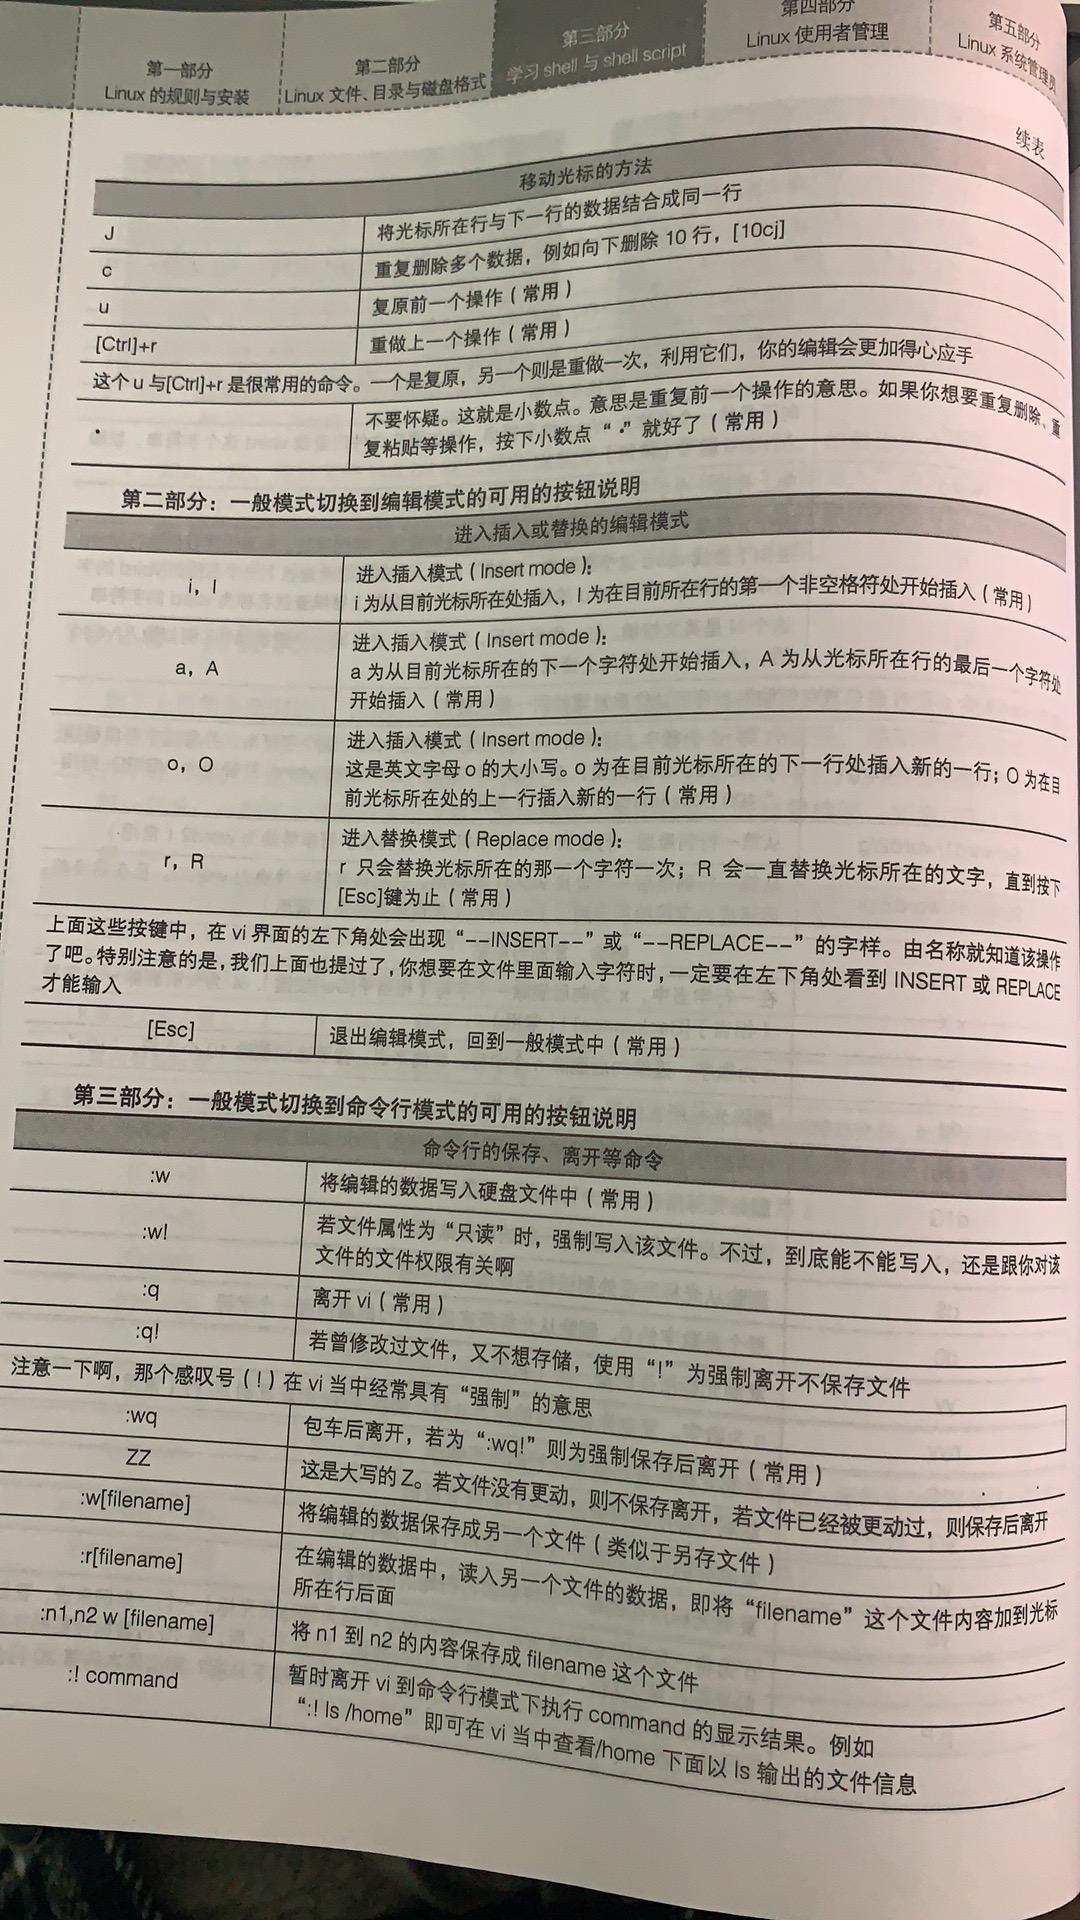 第一部分
Linux 的规则与安装
第二部分
Linux 文件、目录与磁盘格式
第三部分
学习 shell 与 shell script
第四部分
Linux 使用者管理
第五部分
Linux 系统管理员
续表
移动光标的方法
J
将光标所在行与下一行的数据结合成同一行
c
重复删除多个数据，例如向下删除 10 行，[10cj]
u
复原前一个操作（常用）
[Ctrl]+r
重做上一个操作（常用）
这个 u 与[Ctrl]+r 是很常用的命令。一个是复原，另一个则是重做一次，利用它们，你的编辑会更加得心应手
.
不要怀疑。这就是小数点。意思是重复前一个操作的意思。如果你想要重复删除、重
复粘贴等操作，按下小数点“.”就好了（常用）
第二部分：一般模式切换到编辑模式的可用的按钮说明
进入插入或替换的编辑模式
i，I
进入插入模式（Insert mode）：
i 为从目前光标所在处插入，I 为在目前所在行的第一个非空格符处开始插入（常用）
a，A
进入插入模式（Insert mode）：
a 为从目前光标所在的下一个字符处开始插入，A 为从光标所在行的最后一个字符处
开始插入（常用）
o，O
进入插入模式（Insert mode）：
这是英文字母 o 的大小写。o 为在目前光标所在的下一行处插入新的一行；O 为在目
前光标所在处的上一行插入新的一行（常用）
r，R
进入替换模式（Replace mode）：
r 只会替换光标所在的那一个字符一次；R 会一直替换光标所在的文字，直到按下
[Esc]键为止（常用）
上面这些按键中，在 vi 界面的左下角处会出现“--INSERT--”或“--REPLACE--”的字样。由名称就知道该操作
了吧。特别注意的是，我们上面也提过了，你想要在文件里面输入字符时，一定要在左下角处看到 INSERT 或 REPLACE
才能输入
[Esc]
退出编辑模式，回到一般模式中（常用）
第三部分：一般模式切换到命令行模式的可用的按钮说明
命令行的保存、离开等命令
:w
将编辑的数据写入硬盘文件中（常用）
:w!
若文件属性为“只读”时，强制写入该文件。不过，到底能不能写入，还是跟你对该
文件的文件权限有关啊
:q
离开 vi（常用）
:q!
若曾修改过文件，又不想存储，使用“!”为强制离开不保存文件
注意一下啊，那个感叹号（!）在 vi 当中经常具有“强制”的意思
:wq
包车后离开，若为“:wq!”则为强制保存后离开（常用）
ZZ
这是大写的 Z。若文件没有更动，则不保存离开，若文件已经被更动过，则保存后离开
:w[filename]
将编辑的数据保存成另一个文件（类似于另存文件）
:r[filename]
在编辑的数据中，读入另一个文件的数据，即将“filename”这个文件内容加到光标
所在行后面
:n1,n2 w [filename]
将 n1 到 n2 的内容保存成 filename 这个文件
:! command
暂时离开 vi 到命令行模式下执行 command 的显示结果。例如
“:! ls /home”即可在 vi 当中查看/home 下面以 ls 输出的文件信息